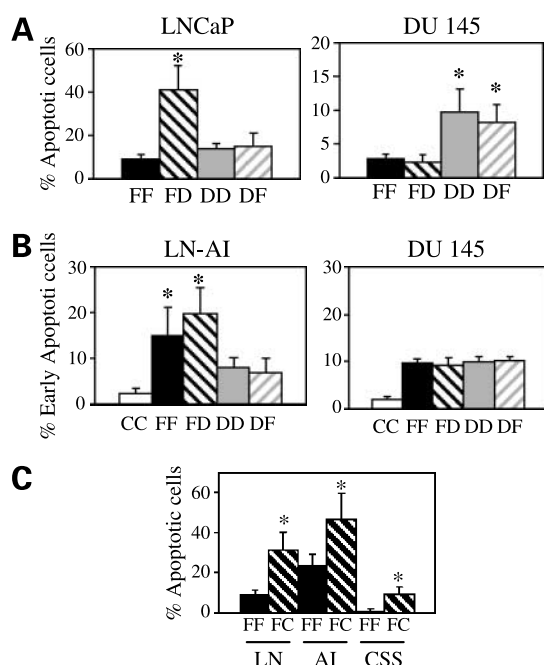 A
LNCaP
DU 145
% Apoptoti ccells
60
40
20
0
*
FF FD DD DF
20
15
10
5
0
* *
FF FD DD DF
B
LN-AI
DU 145
% Early Apoptoti ccells
30
20
10
0
* *
CC FF FD DD DF
30
20
10
0
CC FF FD DD DF
C
% Apoptotic cells
60
40
20
0
* * *
FF FC FF FC FF FC
LN AI CSS